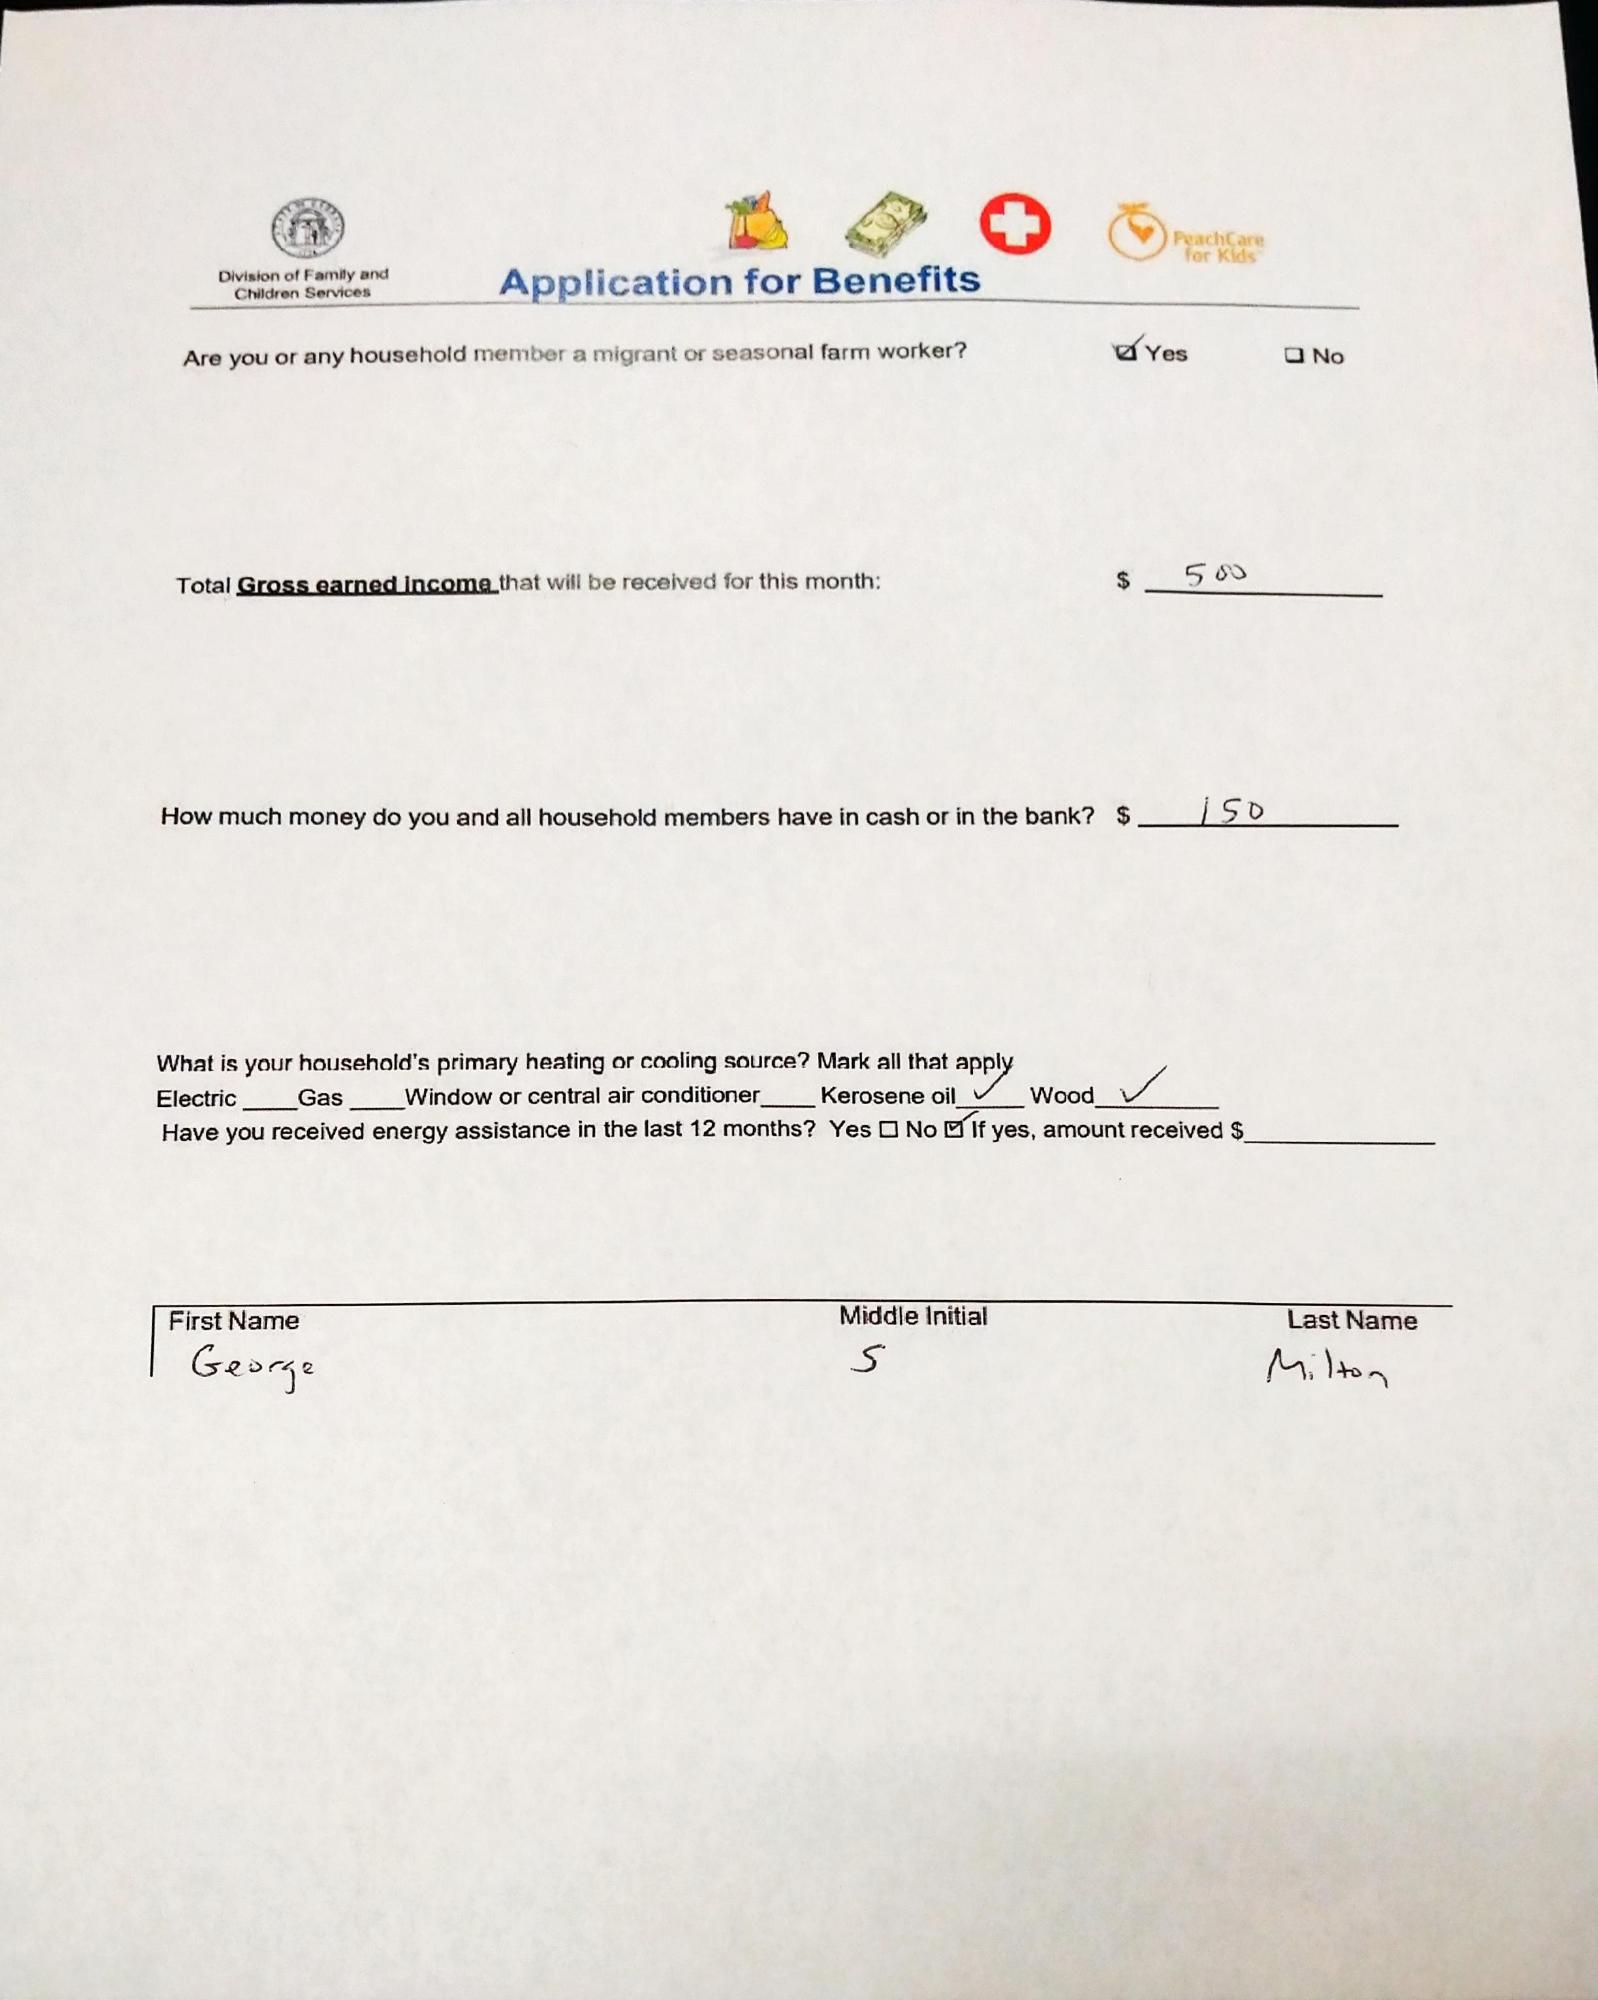 Division of Family and
Children Services
PeachCare
for Kids
Application for Benefits
Are you or any household member a migrant or seasonal farm worker? ☑ Yes ☐ No
Total Gross earned income that will be received for this month: $ 500
How much money do you and all household members have in cash or in the bank? $ 150
What is your household's primary heating or cooling source? Mark all that apply
Electric ____ Gas ____ Window or central air conditioner ____ Kerosene oil ✓ Wood ✓
Have you received energy assistance in the last 12 months? Yes ☐ No ☑ If yes, amount received $ ____
First Name Middle Initial Last Name
George S Milton